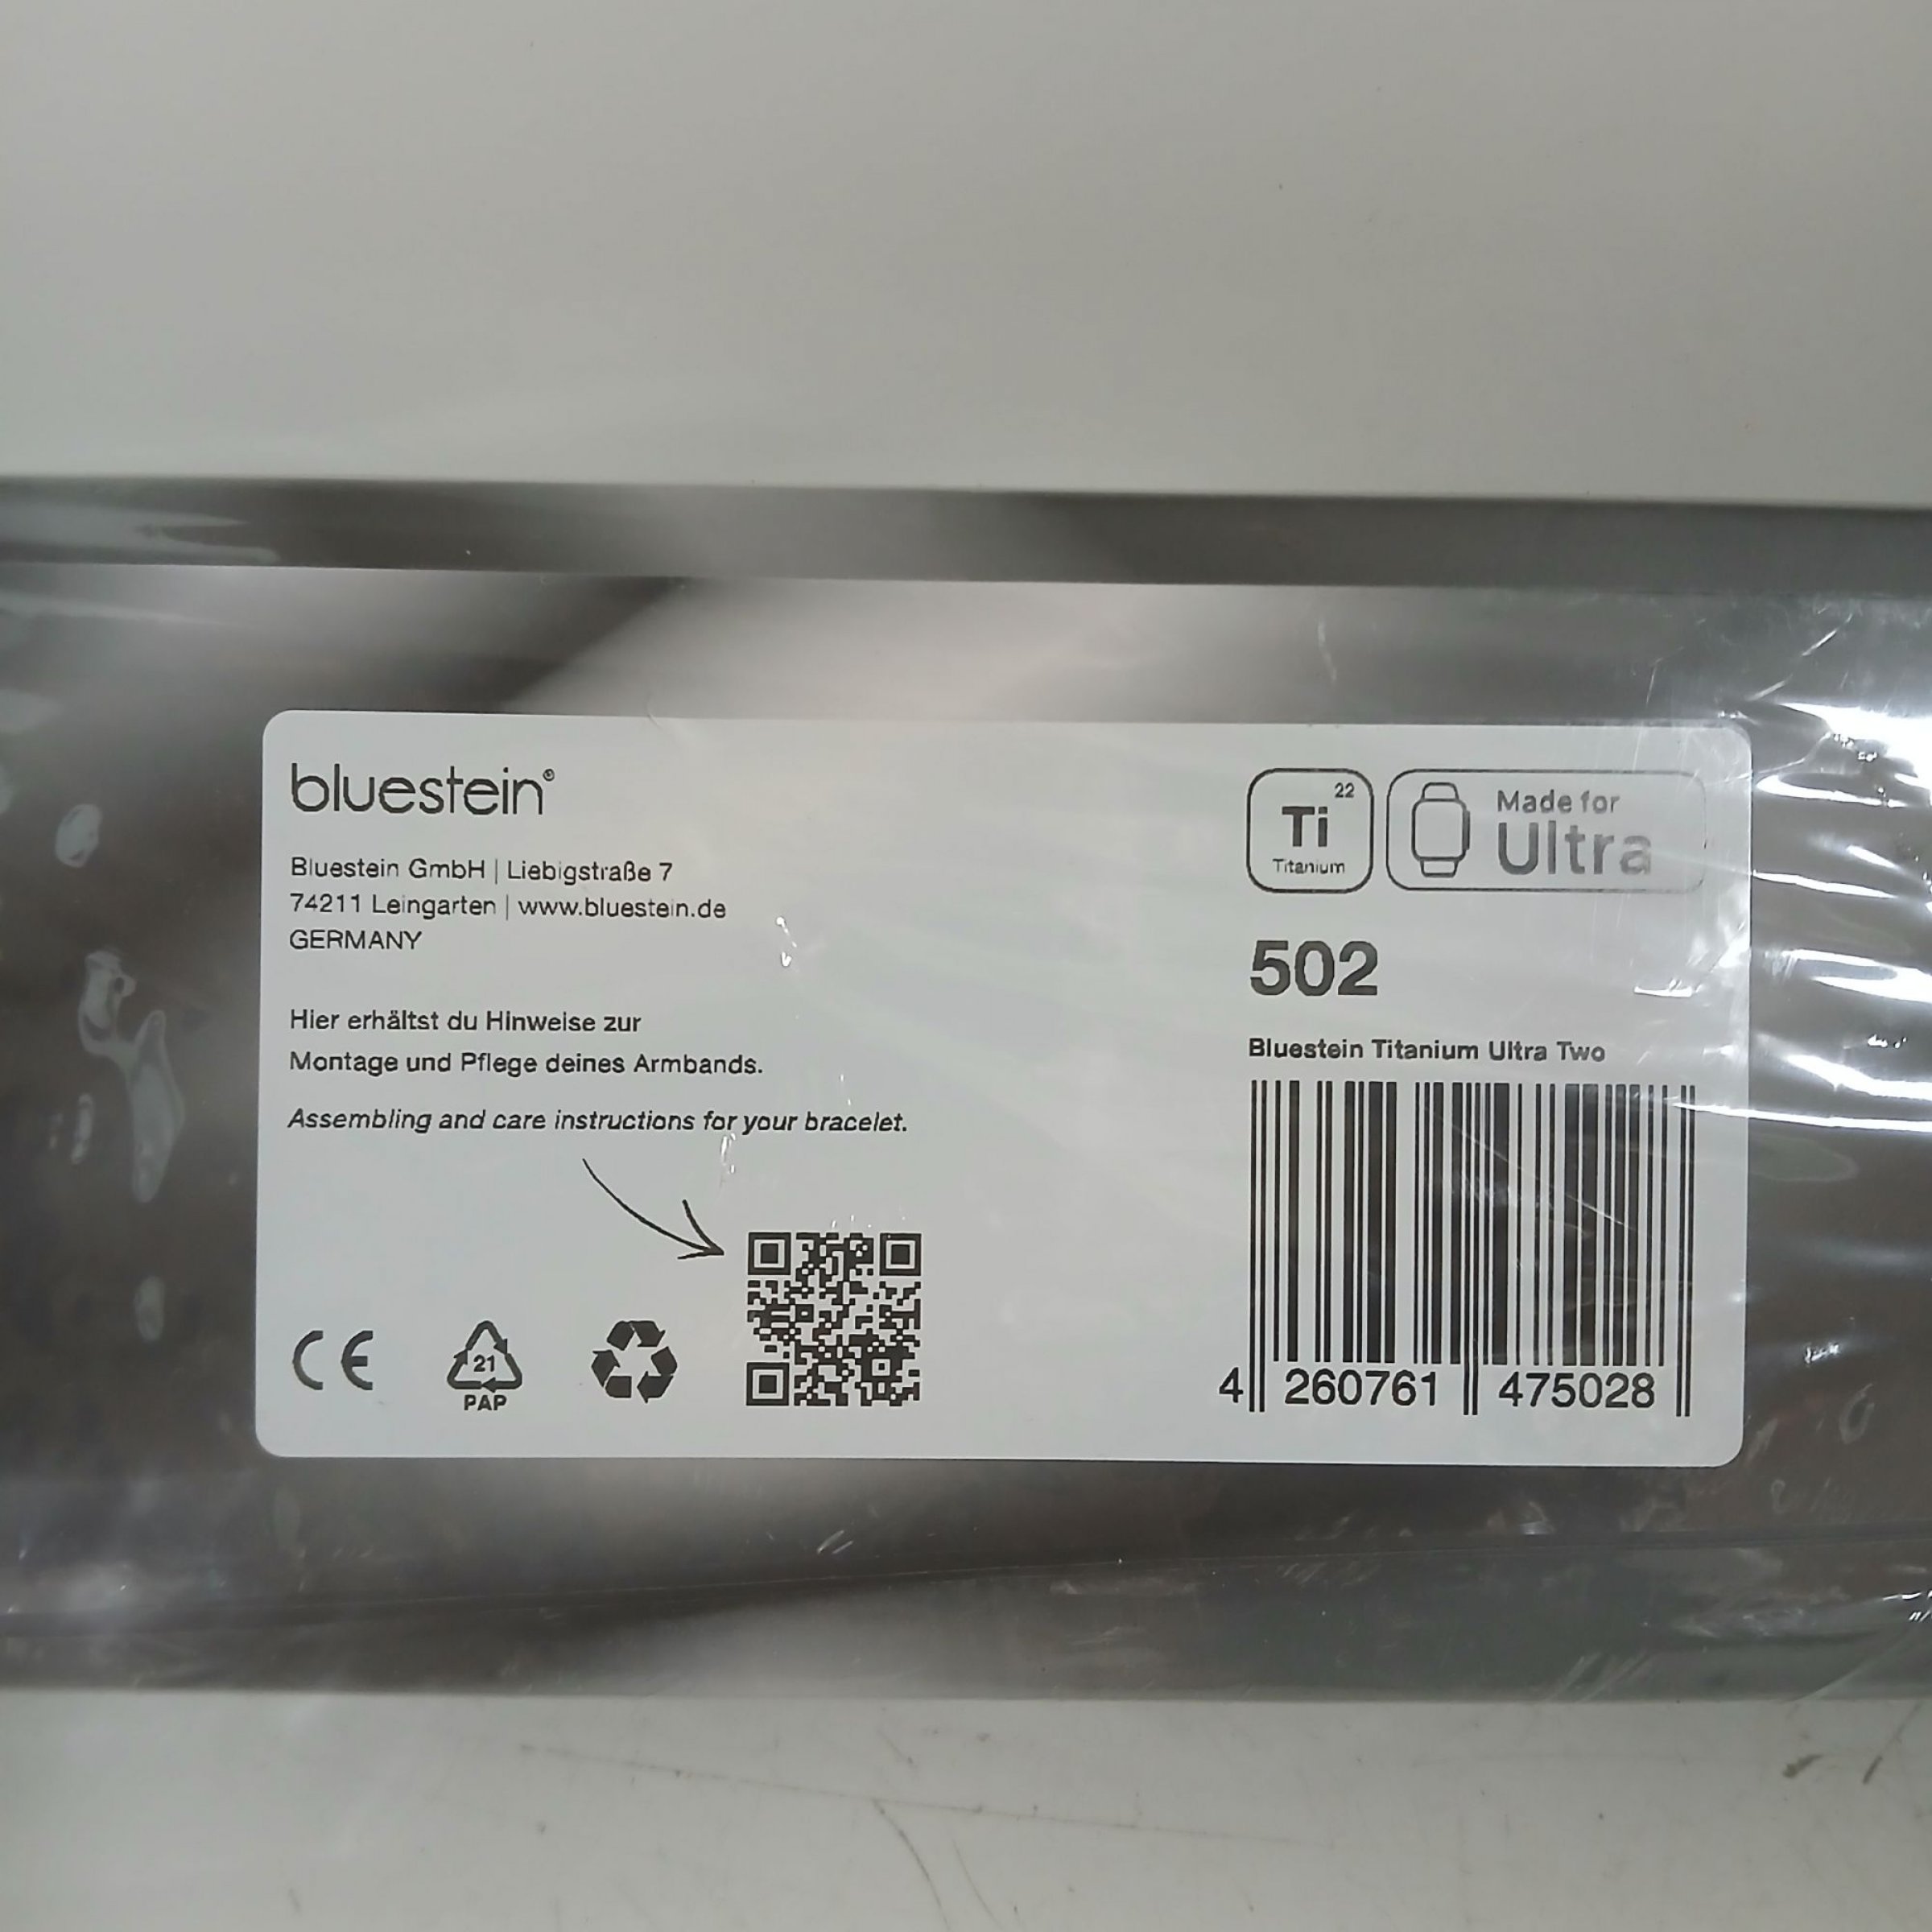 bluestein®
Bluestein GmbH | Liebigstraße 7
74211 Leingarten | www.bluestein.de
GERMANY
Hier erhältst du Hinweise zur
Montage und Pflege deines Armbands.
Assembling and care instructions for your bracelet.
CE
21
PAP
22
Ti
Titanium
Made for
Ultra
502
Bluestein Titanium Ultra Two
4 260761 475028